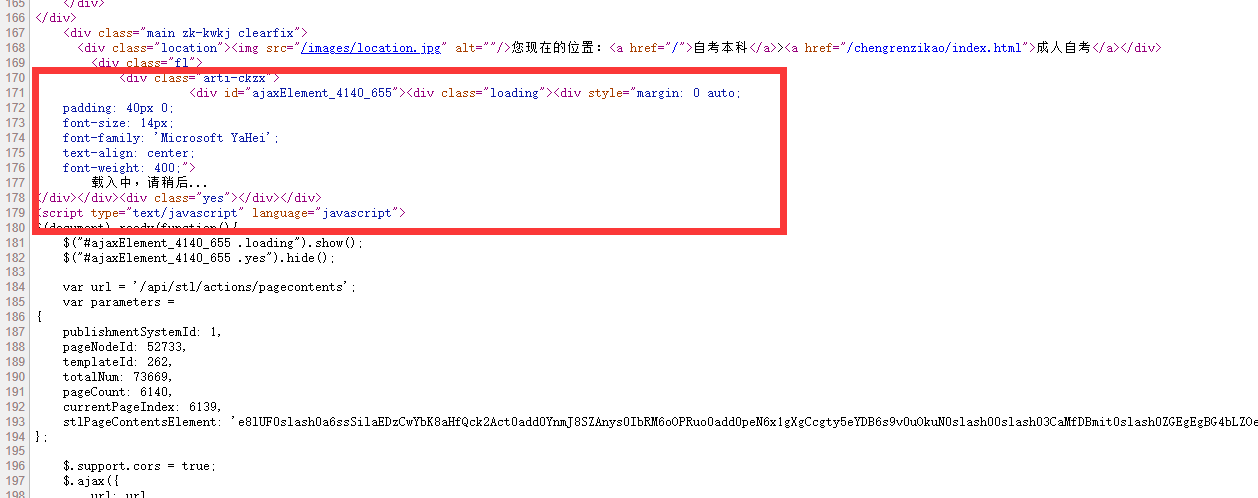 165 </div>
166 </div>
167 <div class="main zk-kwkj clearfix">
168 <div class="location"><img src="/images/location.jpg" alt=""/>您现在的位置：<a href="/">自考本科</a>><a href="/chengrenzikao/index.html">成人自考</a></div>
169 <div class="fl">
170 <div class="arti-ckzx">
171 <div id="ajaxElement_4140_655"><div class="loading"><div style="margin: 0 auto;
172 padding: 40px 0;
173 font-size: 14px;
174 font-family: 'Microsoft YaHei';
175 text-align: center;
176 font-weight: 400;">
177 载入中，请稍后...
178 </div></div><div class="yes"></div></div>
179 <script type="text/javascript" language="javascript">
180 $(document).ready(function(){
181 $("#ajaxElement_4140_655 .loading").show();
182 $("#ajaxElement_4140_655 .yes").hide();
183
184 var url = '/api/stl/actions/pagecontents';
185 var parameters =
186 {
187 publishmentSystemId: 1,
188 pageNodeId: 52733,
189 templateId: 262,
190 totalNum: 73669,
191 pageCount: 6140,
192 currentPageIndex: 6139,
193 stlPageContentsElement:
194 };
195
196 $.support.cors = true;
197 $.ajax({
198 url: url